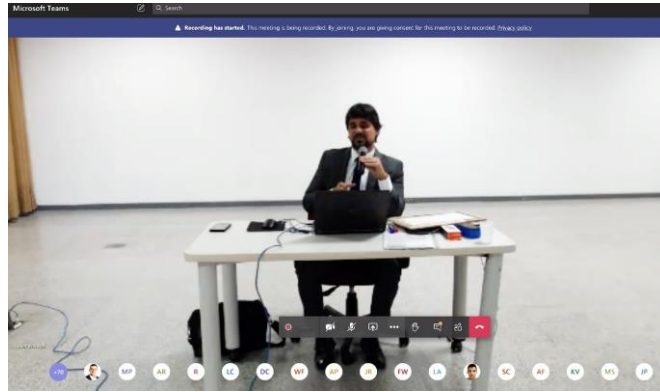 Microsoft Teams
Search
Recording has started. This meeting is being recorded. By joining, you are giving consent for this meeting to be recorded. Privacy policy
+70 MP AR R LC DC WF AP JR FW LA SC AF KV MS JP